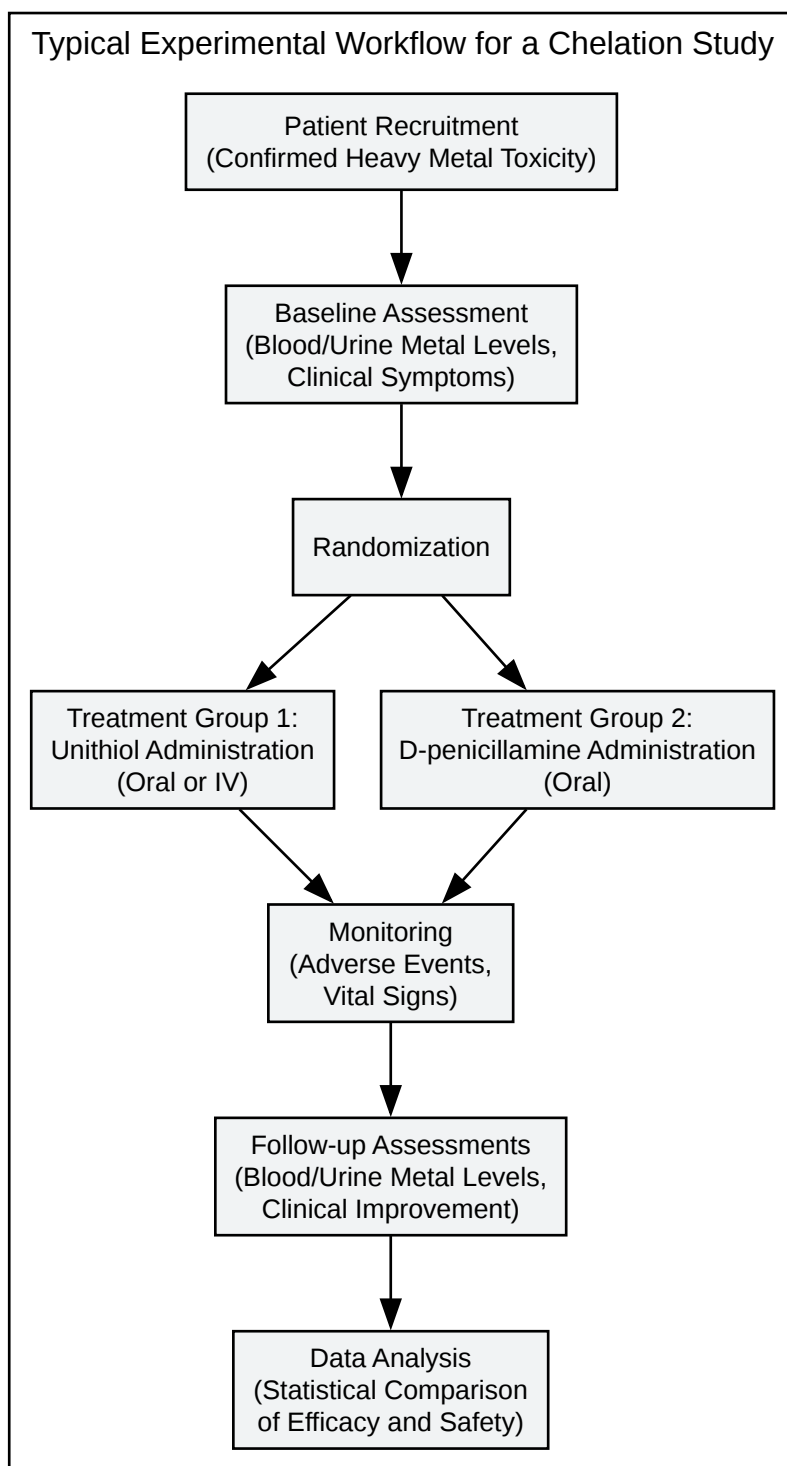 Typical Experimental Workflow for a Chelation Study
Patient Recruitment
(Confirmed Heavy Metal Toxicity)
Baseline Assessment
(Blood/Urine Metal Levels,
Clinical Symptoms)
Randomization
Treatment Group 1:
Unithiol Administration
(Oral or IV)
Treatment Group 2:
D-penicillamine Administration
(Oral)
Monitoring
(Adverse Events,
Vital Signs)
Follow-up Assessments
(Blood/Urine Metal Levels,
Clinical Improvement)
Data Analysis
(Statistical Comparison
of Efficacy and Safety)